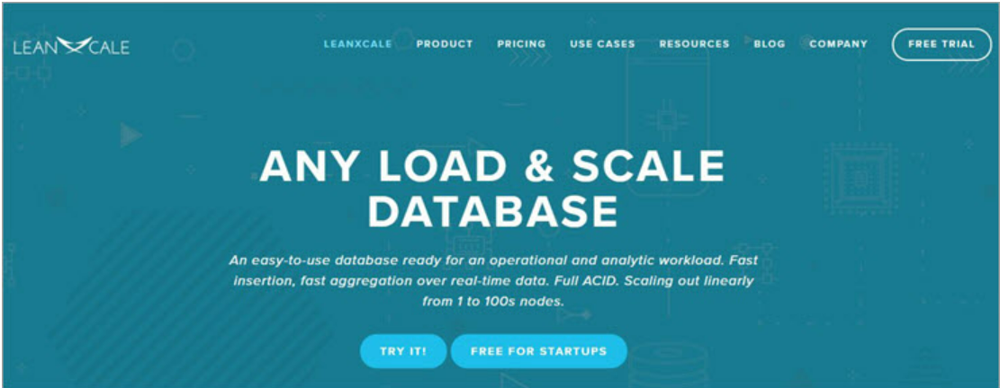 LEANXCALE
LEANXCALE PRODUCT PRICING USE CASES RESOURCES BLOG COMPANY FREE TRIAL
ANY LOAD & SCALE
DATABASE
An easy-to-use database ready for an operational and analytic workload. Fast
insertion, fast aggregation over real-time data. Full ACID. Scaling out linearly
from 1 to 100s nodes.
TRY IT! FREE FOR STARTUPS